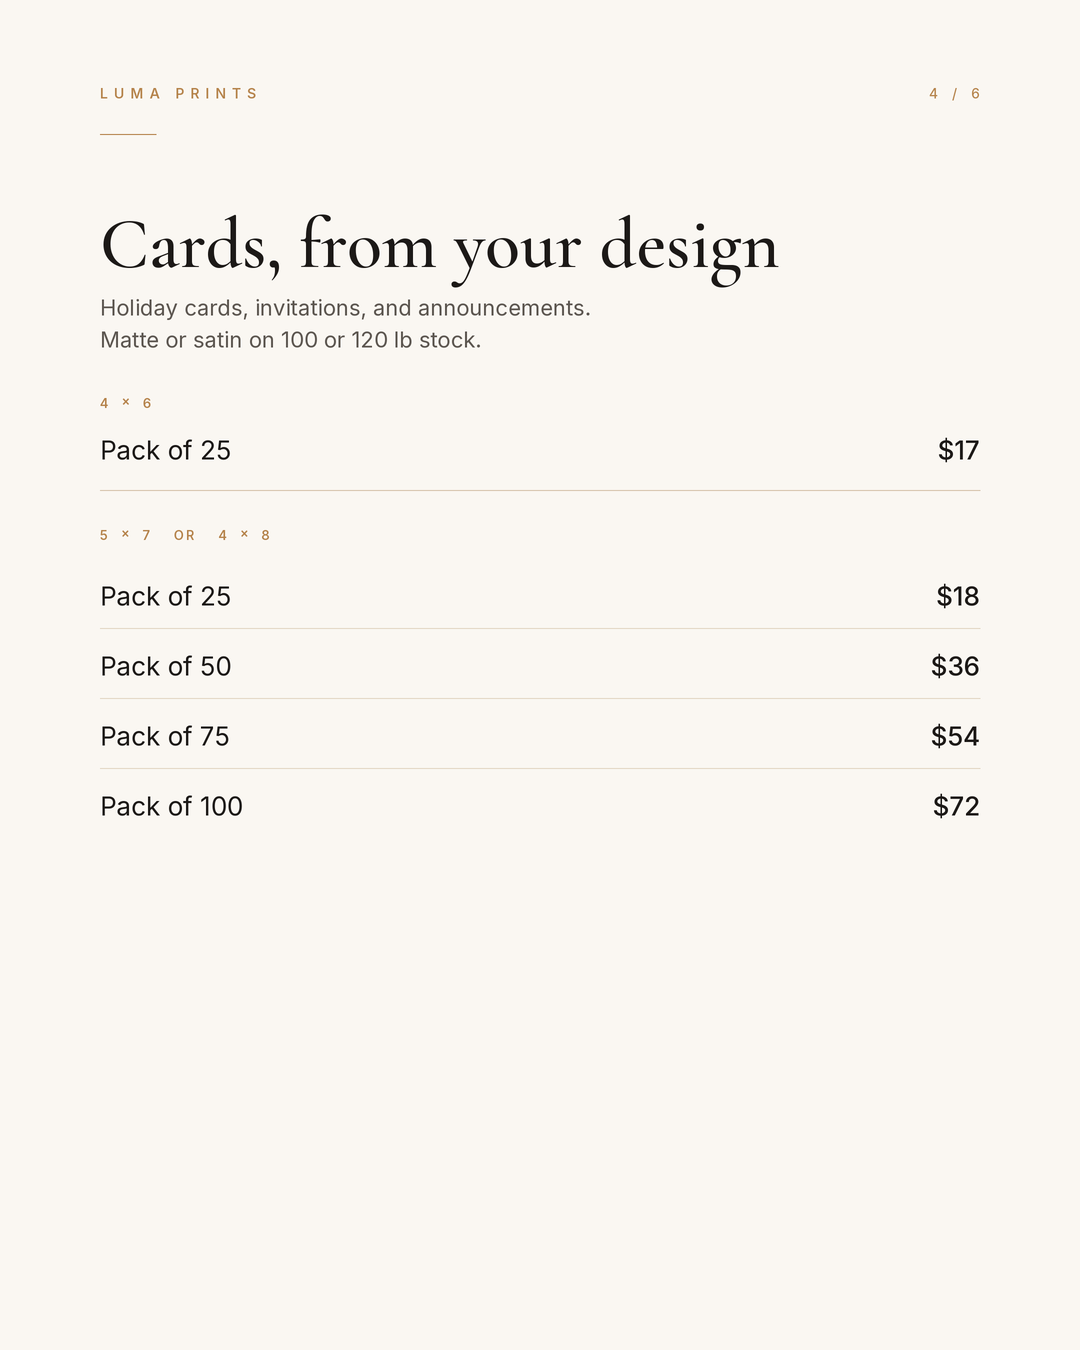 LUMA PRINTS
4 / 6
Cards, from your design
Holiday cards, invitations, and announcements.
Matte or satin on 100 or 120 lb stock.
4 × 6
Pack of 25 $17
5 × 7 OR 4 × 8
Pack of 25 $18
Pack of 50 $36
Pack of 75 $54
Pack of 100 $72